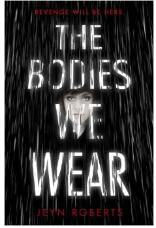 REVENGE WILL BE HERS.
THE
BODIES
WE
WEAR
JEYN ROBERTS